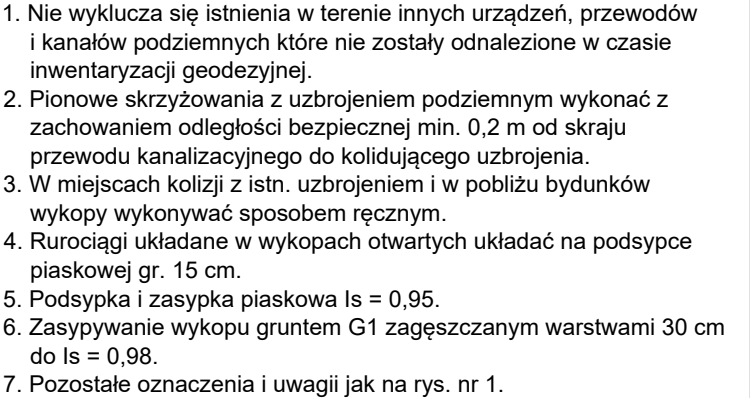 1. Nie wyklucza się istnienia w terenie innych urządzeń, przewodów
i kanałów podziemnych które nie zostały odnalezione w czasie
inwentaryzacji geodezyjnej.
2. Pionowe skrzyżowania z uzbrojeniem podziemnym wykonać z
zachowaniem odległości bezpiecznej min. 0,2 m od skraju
przewodu kanalizacyjnego do kolidującego uzbrojenia.
3. W miejscach kolizji z istn. uzbrojeniem i w pobliżu bydunków
wykopy wykonywać sposobem ręcznym.
4. Rurociągi układane w wykopach otwartych układać na podsypce
piaskowej gr. 15 cm.
5. Podsypka i zasypka piaskowa Is = 0,95.
6. Zasypywanie wykopu gruntem G1 zagęszczanym warstwami 30 cm
do Is = 0,98.
7. Pozostałe oznaczenia i uwagii jak na rys. nr 1.